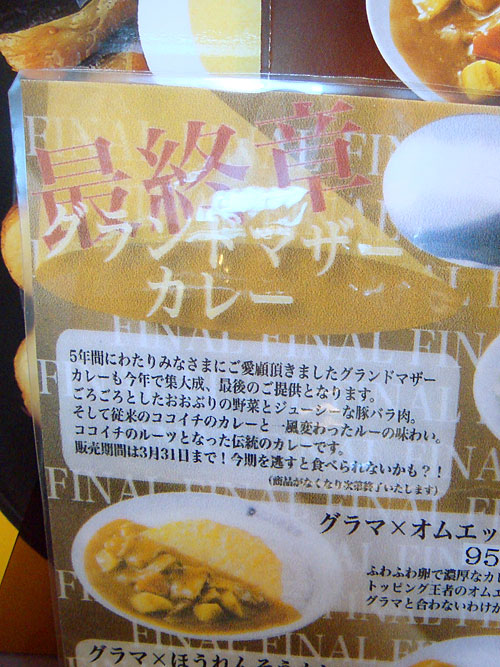 最終章
グランドマザー
カレー
FINAL FINAL FINAL FIN
5年間にわたりみなさまにご愛顧頂きましたグランドマザー
カレーも今年で集大成、最後のご提供となります。
ごろごろとしたおおぶりの野菜とジューシーな豚バラ肉。
そして従来のココイチのカレーと一風変わったルーの味わい。
ココイチのルーツとなった伝統のカレーです。
販売期間は3月31日まで！今期を逃すと食べられないかも？！
(商品がなくなり次第終了いたします)
グラマ×オムエッ
95
ふわふわ卵で濃厚なカ
トッピング王者のオムエ
グラマと合わないわけか
グラマ×ほうれんそう